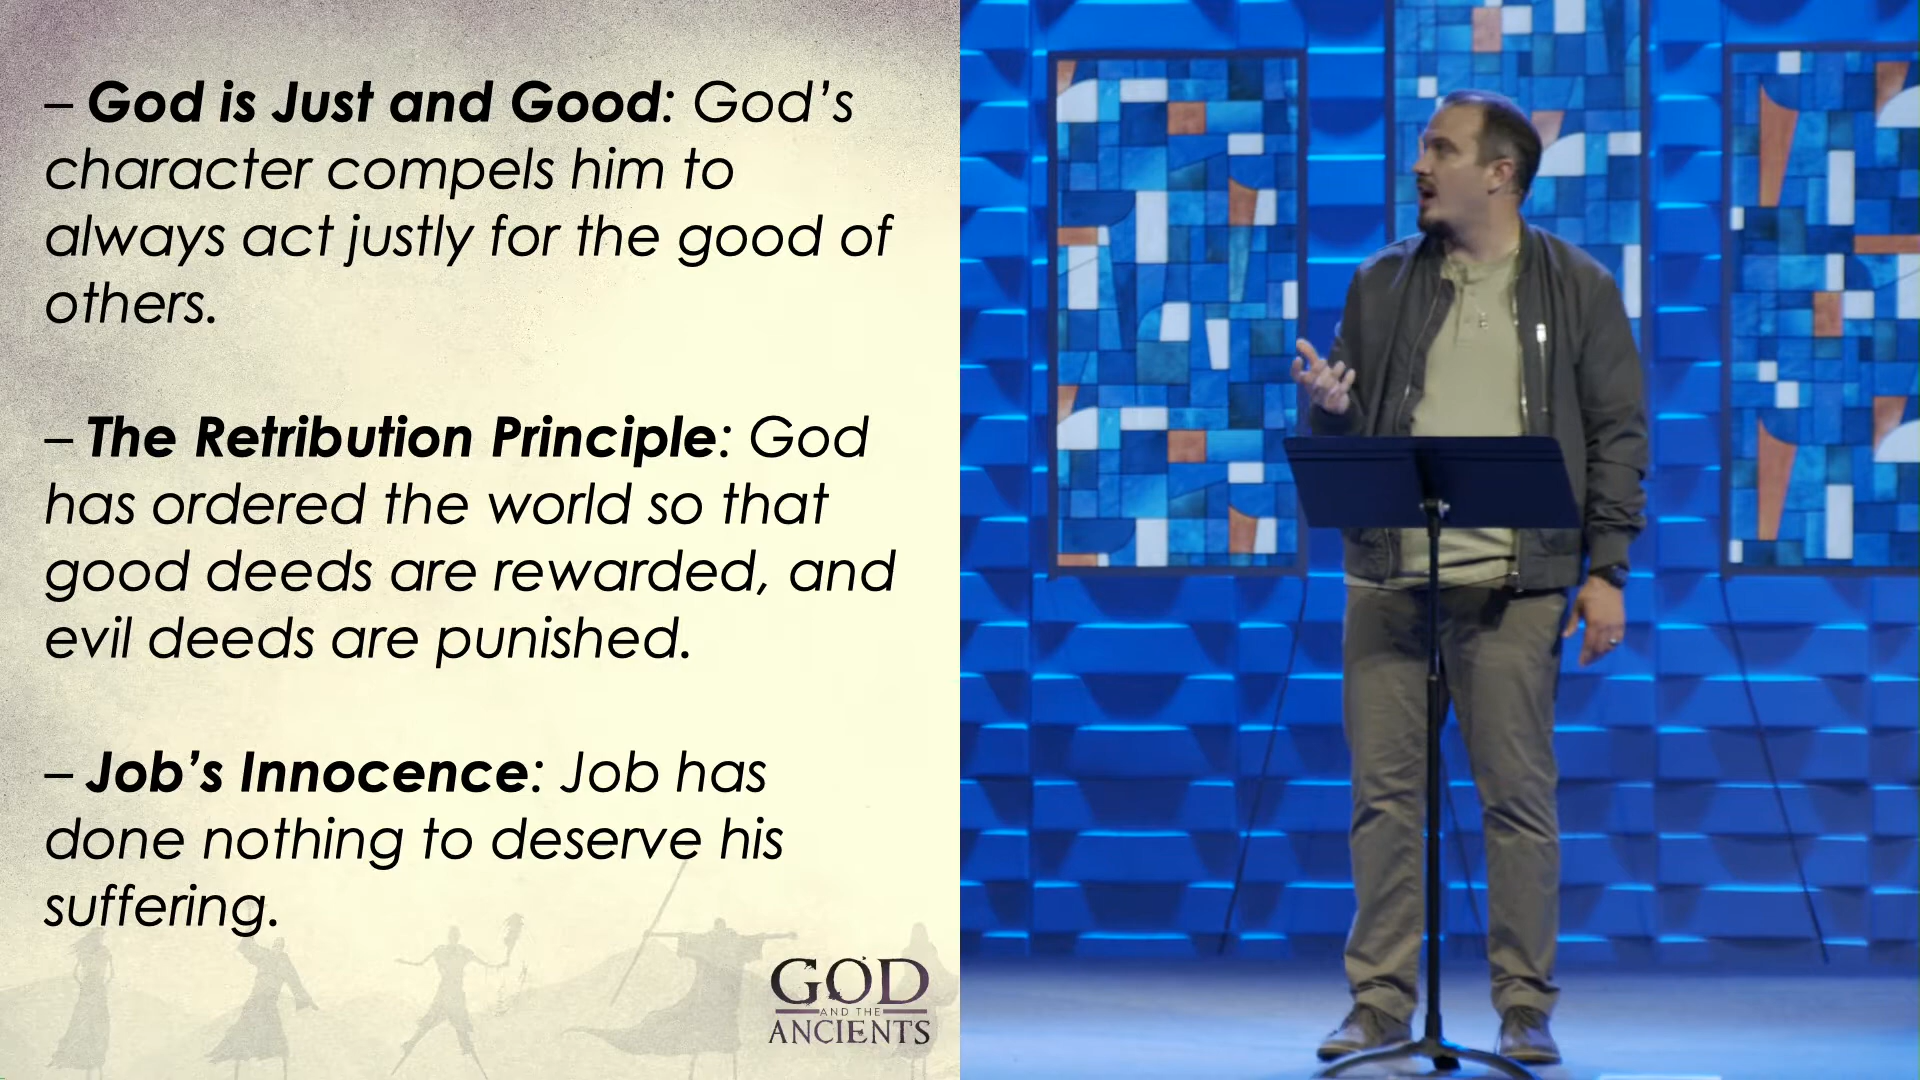 – God is Just and Good: God’s
character compels him to
always act justly for the good of
others.
– The Retribution Principle: God
has ordered the world so that
good deeds are rewarded, and
evil deeds are punished.
– Job’s Innocence: Job has
done nothing to deserve his
suffering.
GOD
AND THE
ANCIENTS